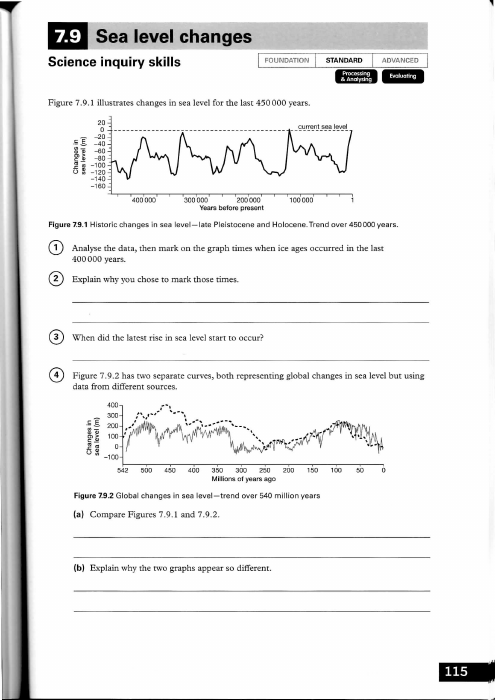 7.9 Sea level changes
Science inquiry skills
FOUNDATION STANDARD ADVANCED
Processing & Analysing
Evaluating
Figure 7.9.1 illustrates changes in sea level for the last 450 000 years.
Changes in sea level (m)
20
0
-20
-40
-60
-80
-100
-120
-140
-160
current sea level
400 000 300 000 200 000 100 000 1
Years before present
Figure 7.9.1 Historic changes in sea level—late Pleistocene and Holocene. Trend over 450 000 years.
1 Analyse the data, then mark on the graph times when ice ages occurred in the last
400 000 years.
2 Explain why you chose to mark those times.
3 When did the latest rise in sea level start to occur?
4 Figure 7.9.2 has two separate curves, both representing global changes in sea level but using
data from different sources.
Changes in sea level (m)
400
300
200
100
0
-100
542 500 450 400 350 300 250 200 150 100 50 0
Millions of years ago
Figure 7.9.2 Global changes in sea level—trend over 540 million years
(a) Compare Figures 7.9.1 and 7.9.2.
(b) Explain why the two graphs appear so different.
115